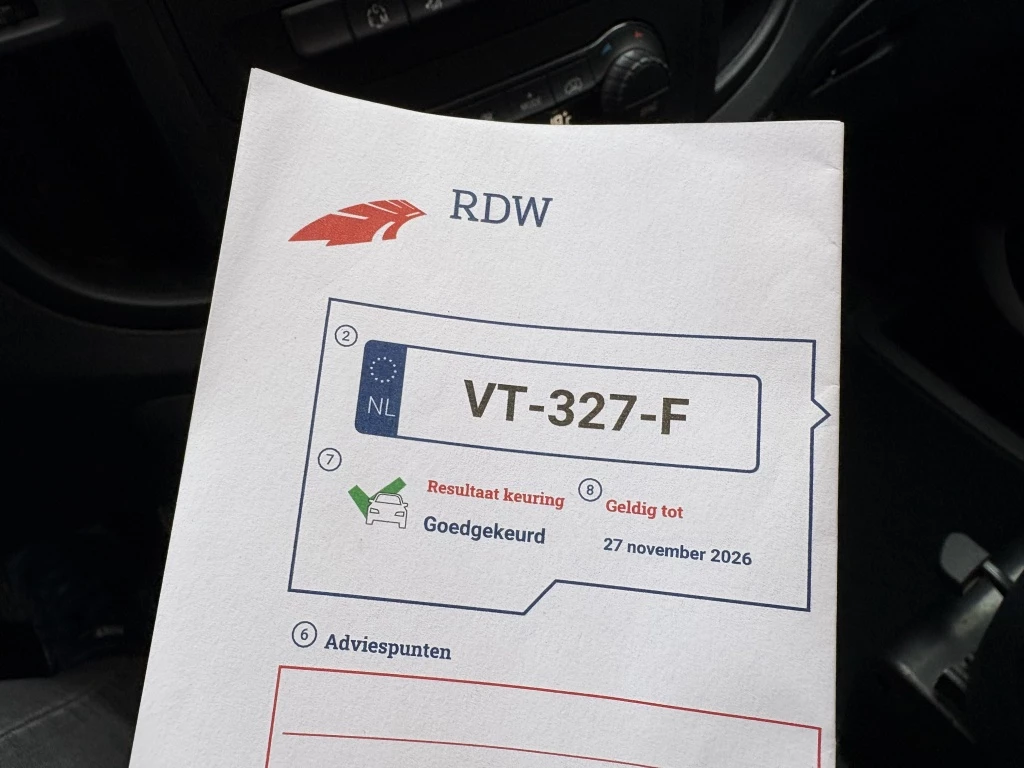 RDW
2
NL VT-327-F
7
Resultaat keuring
Goedgekeurd
8
Geldig tot
27 november 2026
6 Adviespunten